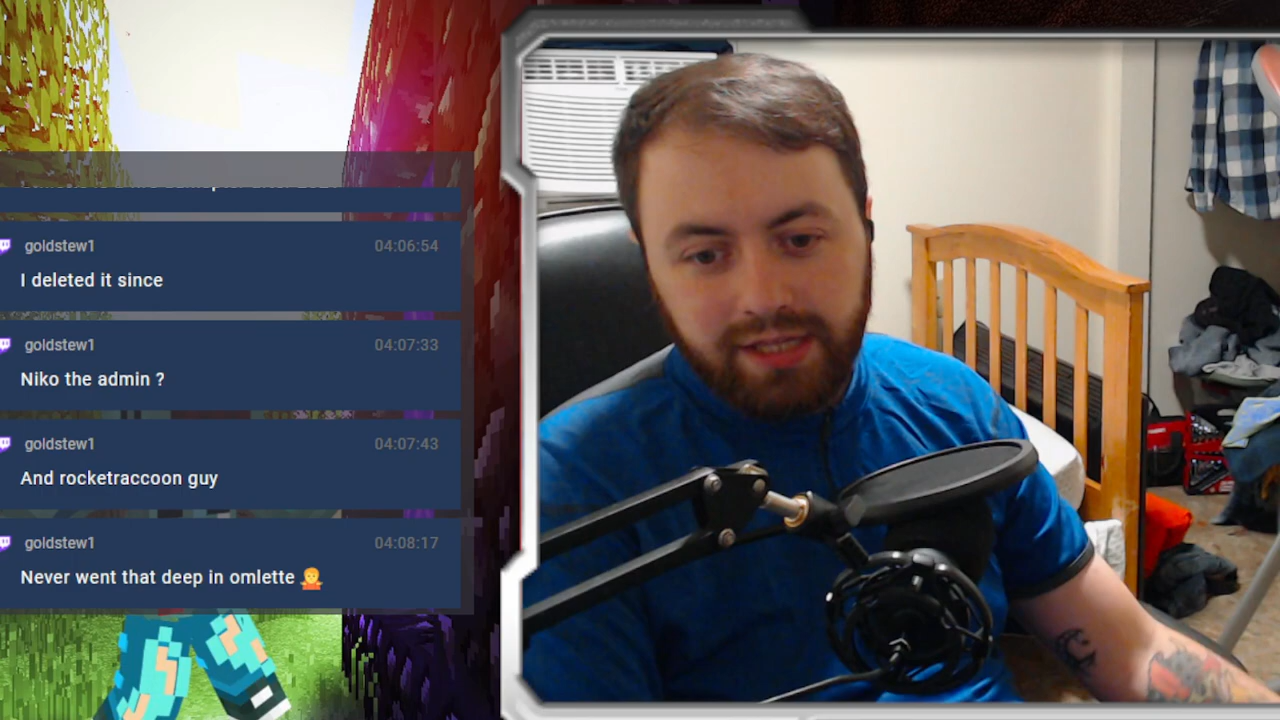 goldstew1 04:06:54
I deleted it since
goldstew1 04:07:33
Niko the admin ?
goldstew1 04:07:43
And rocketraccoon guy
goldstew1 04:08:17
Never went that deep in omlette 🤷